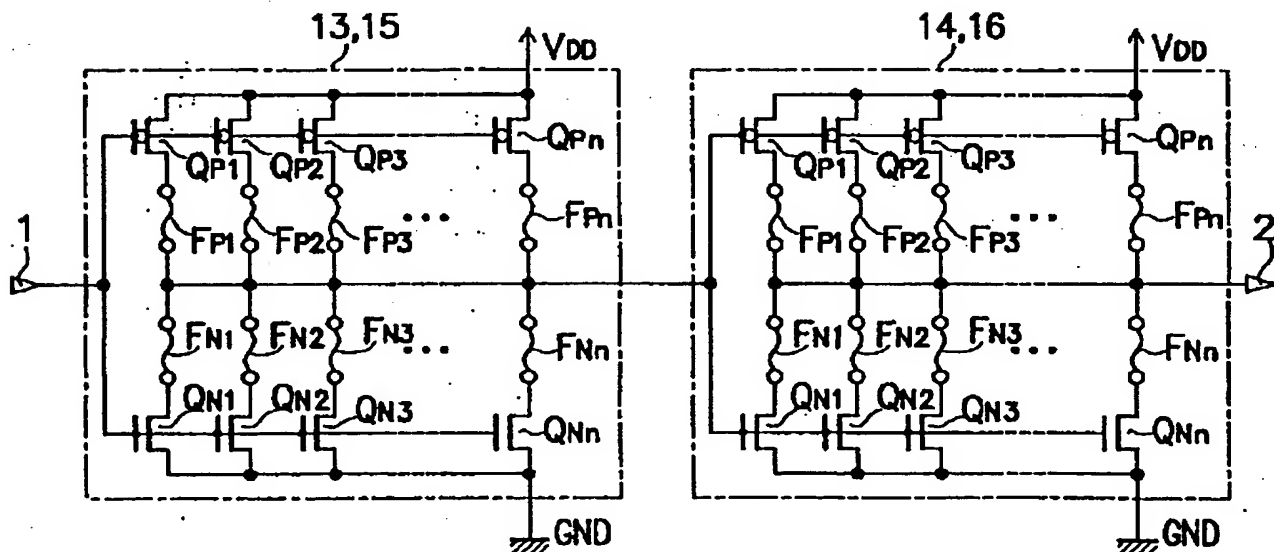 13,15
VDD
14,16
VDD
QP1 QP2 QP3 QPn
QP1 QP2 QP3 QPn
FP1 FP2 FP3 ... FPn
FP1 FP2 FP3 ... FPn
1
2
FN1 FN2 FN3 ... FNn
FN1 FN2 FN3 ... FNn
QN1 QN2 QN3 QNn
QN1 QN2 QN3 QNn
GND
GND